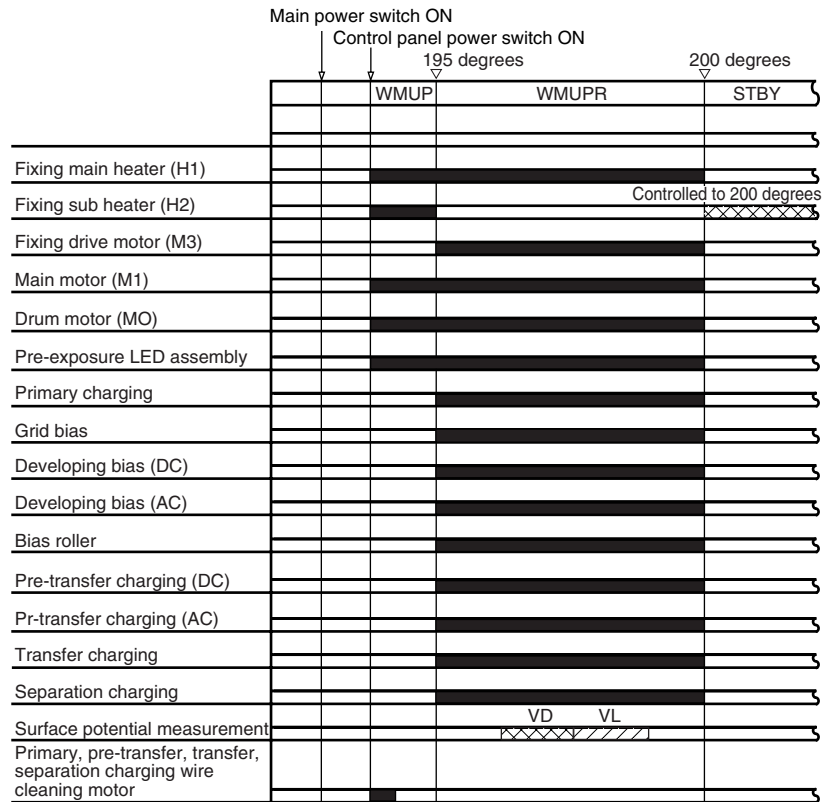 Main power switch ON
Control panel power switch ON
195 degrees 200 degrees
WMUP WMUPR STBY
Fixing main heater (H1)
Controlled to 200 degrees
Fixing sub heater (H2)
Fixing drive motor (M3)
Main motor (M1)
Drum motor (MO)
Pre-exposure LED assembly
Primary charging
Grid bias
Developing bias (DC)
Developing bias (AC)
Bias roller
Pre-transfer charging (DC)
Pr-transfer charging (AC)
Transfer charging
Separation charging
VD VL
Surface potential measurement
Primary, pre-transfer, transfer,
separation charging wire
cleaning motor